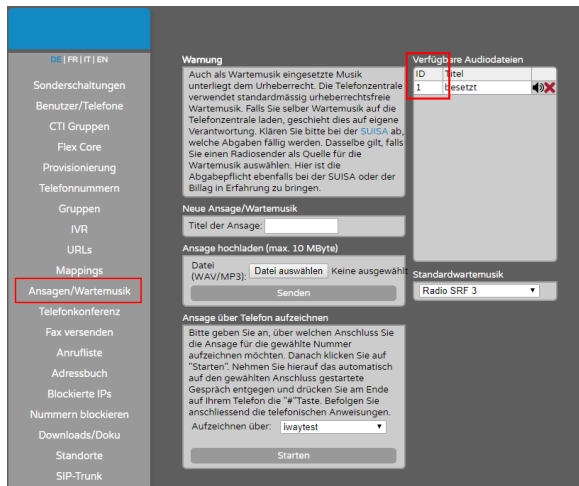 DE | FR | IT | EN
Sonderschaltungen
Benutzer/Telefone
CTI Gruppen
Flex Core
Provisionierung
Telefonnummern
Gruppen
IVR
URLs
Mappings
Ansagen/Wartemusik
Telefonkonferenz
Fax versenden
Anrufliste
Adressbuch
Blockierte IPs
Nummern blockieren
Downloads/Doku
Standorte
SIP-Trunk
Warnung
Auch als Wartemusik eingesetzte Musik
unterliegt dem Urheberrecht. Die Telefonzentrale
verwendet standardmässig urheberrechtsfreie
Wartemusik. Falls Sie selber Wartemusik auf die
Telefonzentrale laden, geschieht dies auf eigene
Verantwortung. Klären Sie bitte bei der SUISA ab,
welche Abgaben fällig werden. Dasselbe gilt, falls
Sie einen Radiosender als Quelle für die
Wartemusik auswählen. Hier ist die
Abgabepflicht ebenfalls bei der SUISA oder der
Billag in Erfahrung zu bringen.
Neue Ansage/Wartemusik
Titel der Ansage:
Ansage hochladen (max. 10 MByte)
Datei
(WAV/MP3): Datei auswählen Keine ausgewählt
Senden
Ansage über Telefon aufzeichnen
Bitte geben Sie an, über welchen Anschluss Sie
die Ansage für die gewählte Nummer
aufzeichnen möchten. Danach klicken Sie auf
"Starten". Nehmen Sie hierauf das automatisch
auf den gewählten Anschluss gestartete
Gespräch entgegen und drücken Sie am Ende
auf Ihrem Telefon die "#"Taste. Befolgen Sie
anschliessend die telefonischen Anweisungen.
Aufzeichnen über: iwaytest
Starten
Verfügbare Audiodateien
ID Titel
1 besetzt
Standardwartemusik
Radio SRF 3